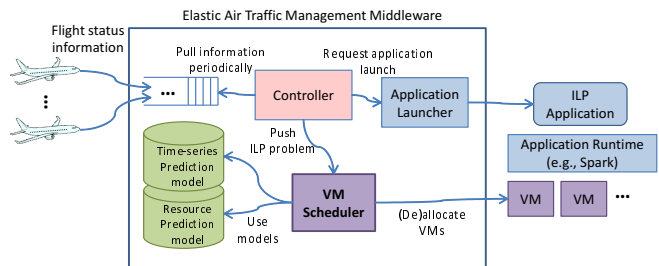 Elastic Air Traffic Management Middleware
Flight status
information
Pull information
periodically
Request application
launch
...
Controller
Application
Launcher
ILP
Application
Push
ILP problem
Application Runtime
(e.g., Spark)
Time-series
Prediction
model
Resource
Prediction
model
VM
Scheduler
Use
models
(De)allocate
VMs
VM
VM
...